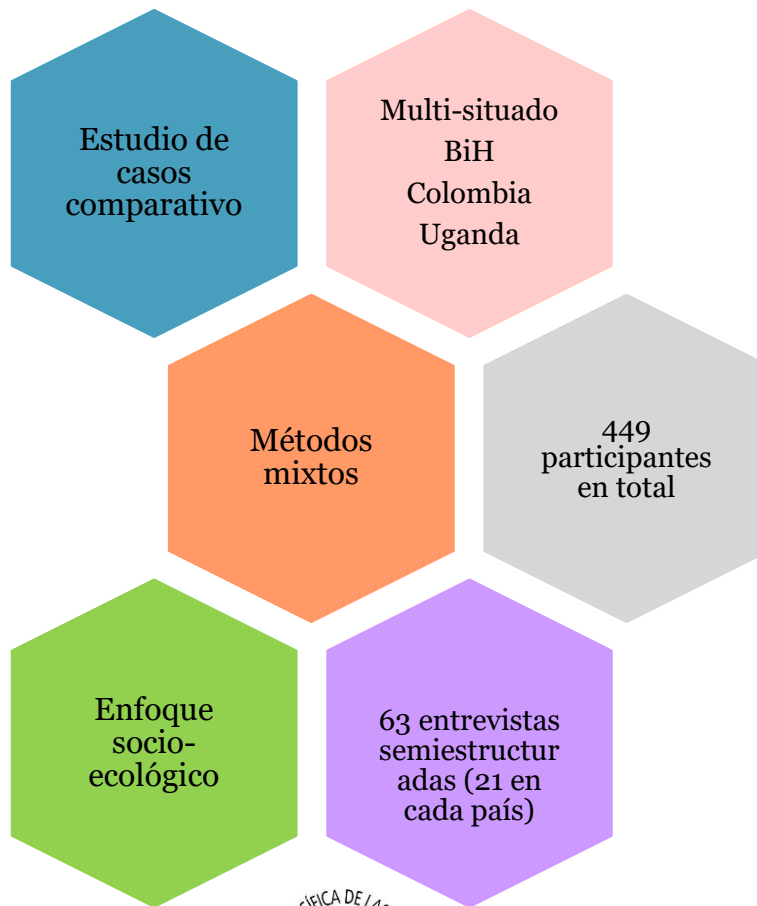 Estudio de
casos
comparativo
Multi-situado
BiH
Colombia
Uganda
Métodos
mixtos
449
participantes
en total
Enfoque
socio-
ecológico
63 entrevistas
semiestructur
adas (21 en
cada país)